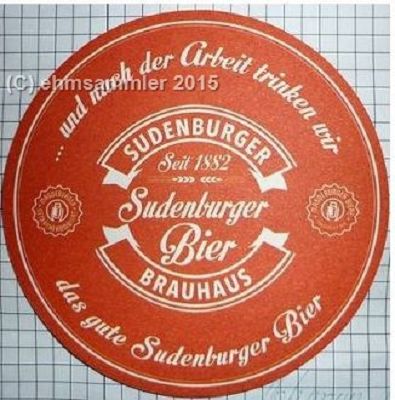 (C) ehmsammler 2015
... und nach der Arbeit trinken wir
SUDENBURGER
Seit 1882
Sudenburger
Bier
BRAUHAUS
das gute Sudenburger Bier